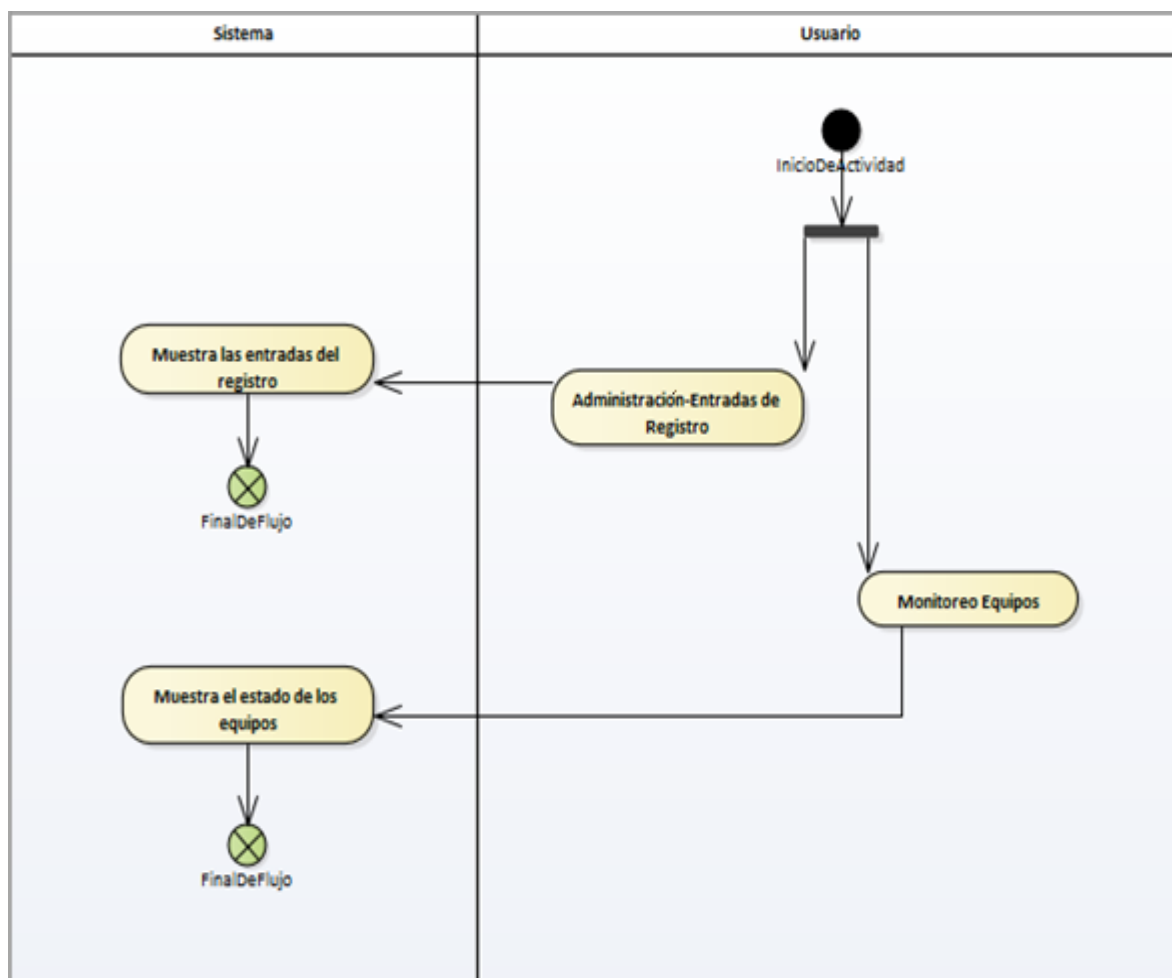 Sistema
Usuario
InicioDeActividad
Muestra las entradas del
registro
Administración-Entradas de
Registro
FinalDeFlujo
Monitoreo Equipos
Muestra el estado de los
equipos
FinalDeFlujo